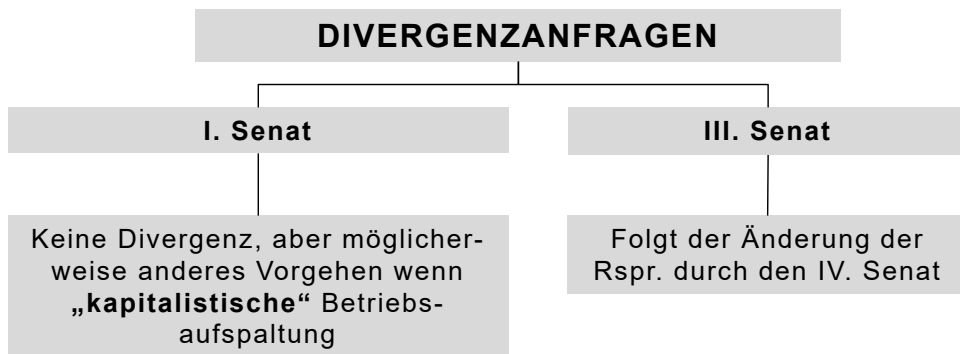 DIVERGENZANFRAGEN
I. Senat
III. Senat
Keine Divergenz, aber möglicher-
weise anderes Vorgehen wenn
„kapitalistische“ Betriebs-
aufspaltung
Folgt der Änderung der
Rspr. durch den IV. Senat